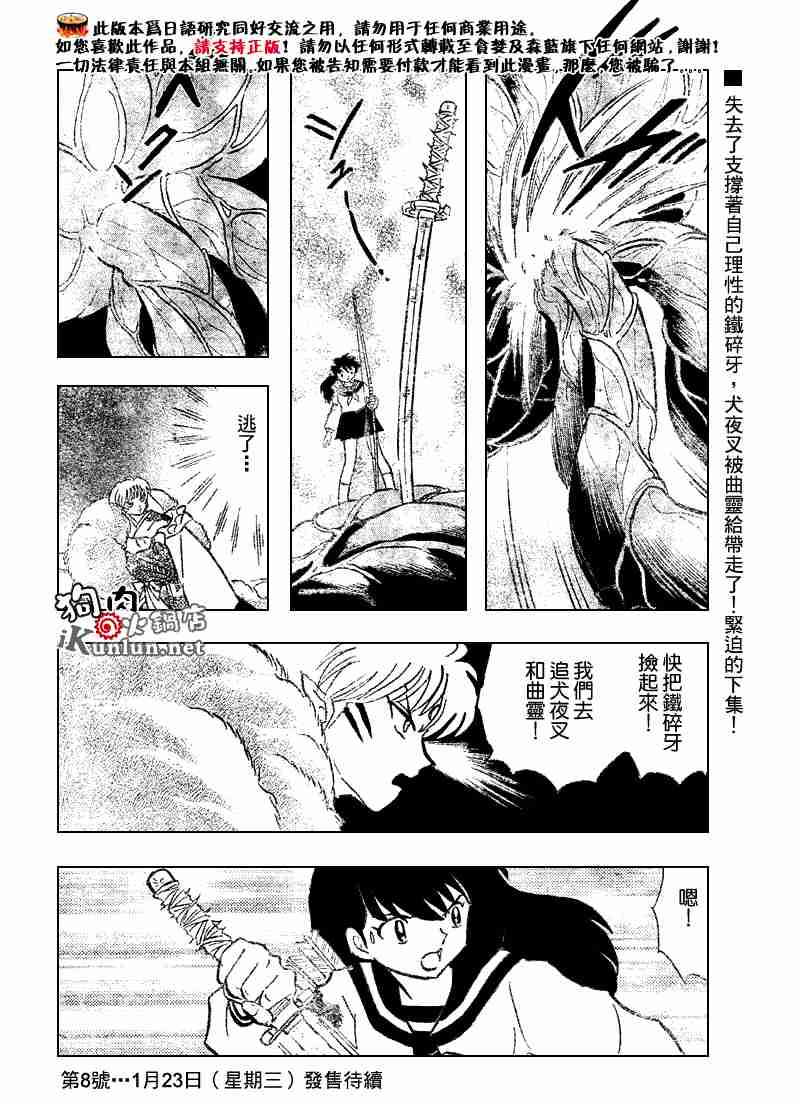 此版本爲日語研究同好交流之用，請勿用于任何商業用途。
如您喜歡此作品，請支持正版！請勿以任何形式轉載至貪婪及森藍旗下任何網站，謝謝！
一切法律責任與本組無關.如果您被告知需要付款才能看到此漫畫，那麼，您被騙了……
■失去了支撐著自己理性的鐵碎牙，犬夜叉被曲靈給帶走了！緊迫的下集！
逃了…
狗肉
火鍋店
iKunlun.net
快把鐵碎牙
撿起來！
我們去
追犬夜叉
和曲靈！
嗯！
第8號…1月23日（星期三）發售待續